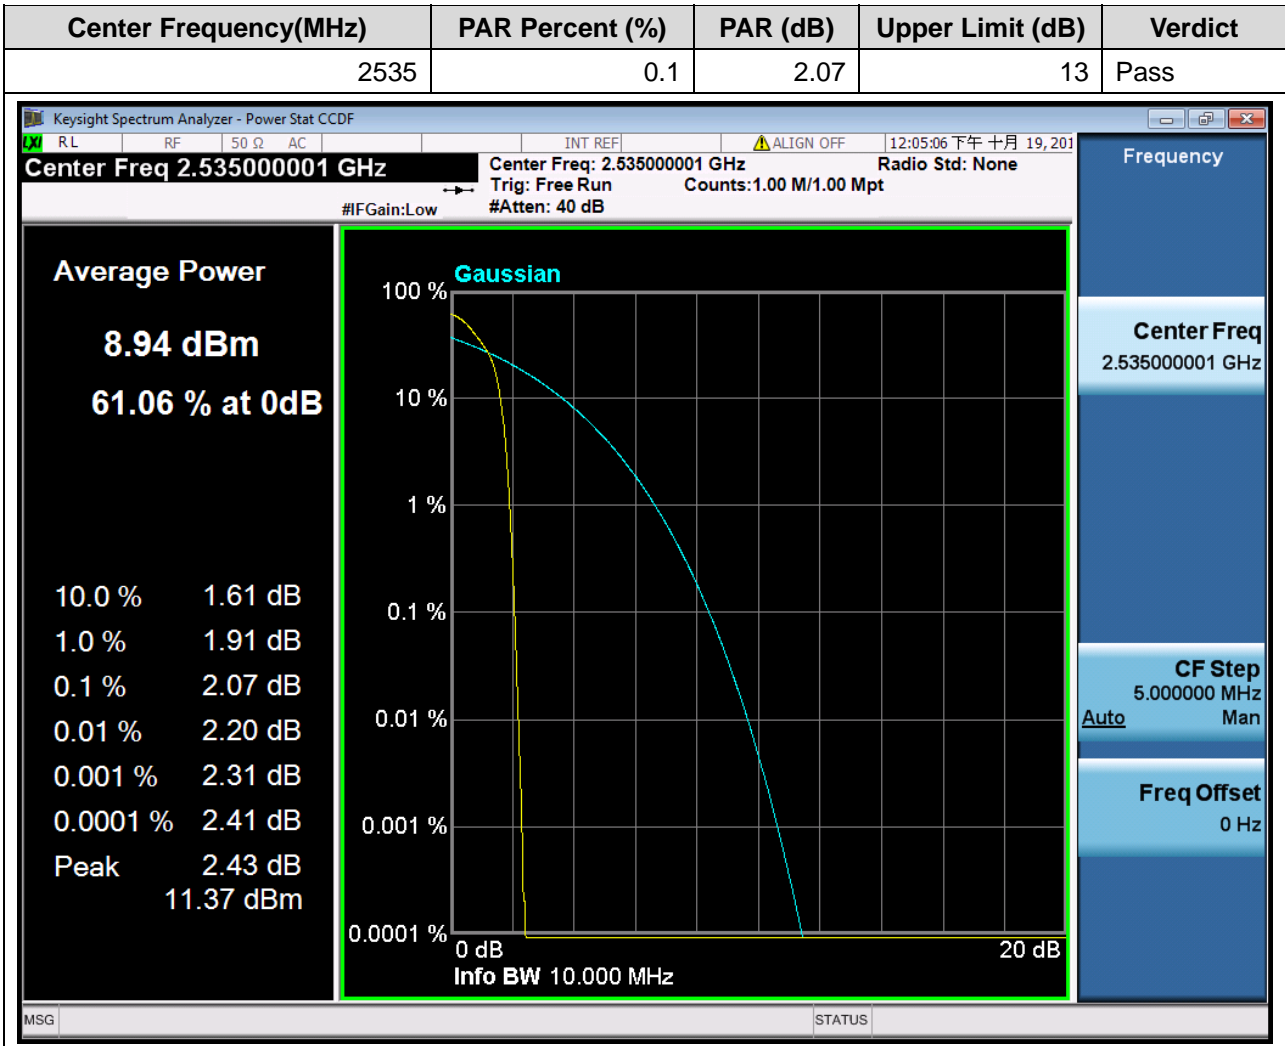 Center Frequency(MHz) PAR Percent (%) PAR (dB) Upper Limit (dB) Verdict
2535 0.1 2.07 13 Pass
Keysight Spectrum Analyzer - Power Stat CCDF
LXI RL RF 50 Ω AC INT REF ALIGN OFF 12:05:06 下午 十月 19, 201
Center Freq 2.535000001 GHz
#IFGain:Low
Center Freq: 2.535000001 GHz Radio Std: None
Trig: Free Run Counts:1.00 M/1.00 Mpt
#Atten: 40 dB
Average Power
8.94 dBm
61.06 % at 0dB
10.0 % 1.61 dB
1.0 % 1.91 dB
0.1 % 2.07 dB
0.01 % 2.20 dB
0.001 % 2.31 dB
0.0001 % 2.41 dB
Peak 2.43 dB
11.37 dBm
Gaussian
100 %
10 %
1 %
0.1 %
0.01 %
0.001 %
0.0001 %
0 dB 20 dB
Info BW 10.000 MHz
Frequency
Center Freq
2.535000001 GHz
CF Step
5.000000 MHz
Auto Man
Freq Offset
0 Hz
MSG STATUS